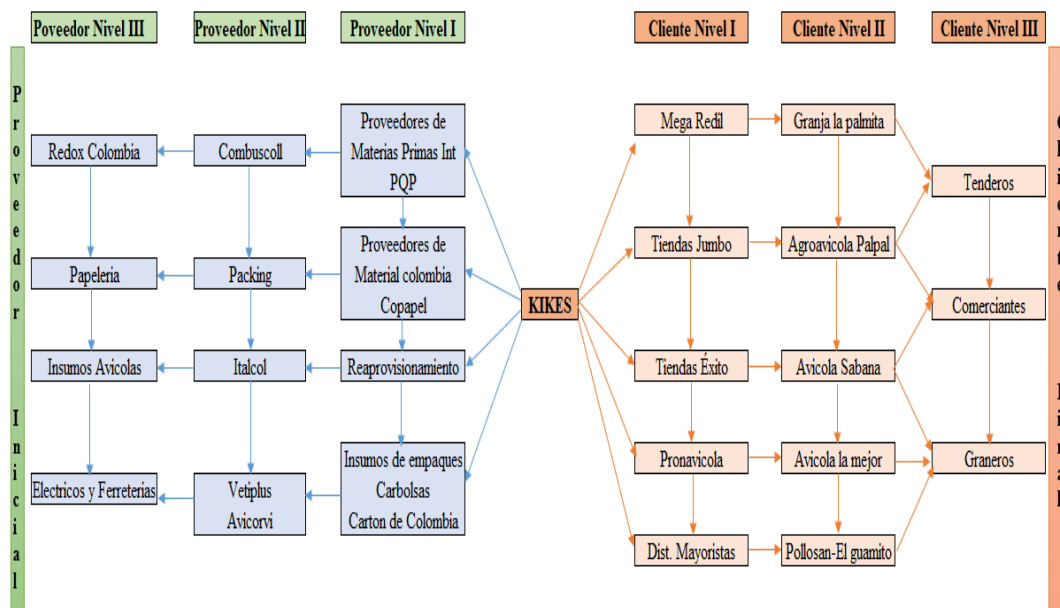 Poveedor Nivel III
Proveedor Nivel II
Proveedor Nivel I
Cliente Nivel I
Cliente Nivel II
Cliente Nivel III
Proveedor Inicial
Redox Colombia
Combuscoll
Proveedores de
Materias Primas Int
PQP
Papeleria
Packing
Proveedores de
Material colombia
Copapel
Insumos Avicolas
Italcol
Reaprovisionamiento
Electricos y Ferreterias
Vetiplus
Avicorvi
Insumos de empaques
Carbolsas
Carton de Colombia
KIKES
Mega Redil
Granja la palmita
Tenderos
Tiendas Jumbo
Agroavicola Palpal
Comerciantes
Tiendas Éxito
Avicola Sabana
Pronavicola
Avicola la mejor
Graneros
Dist. Mayoristas
Pollosan-El guamito